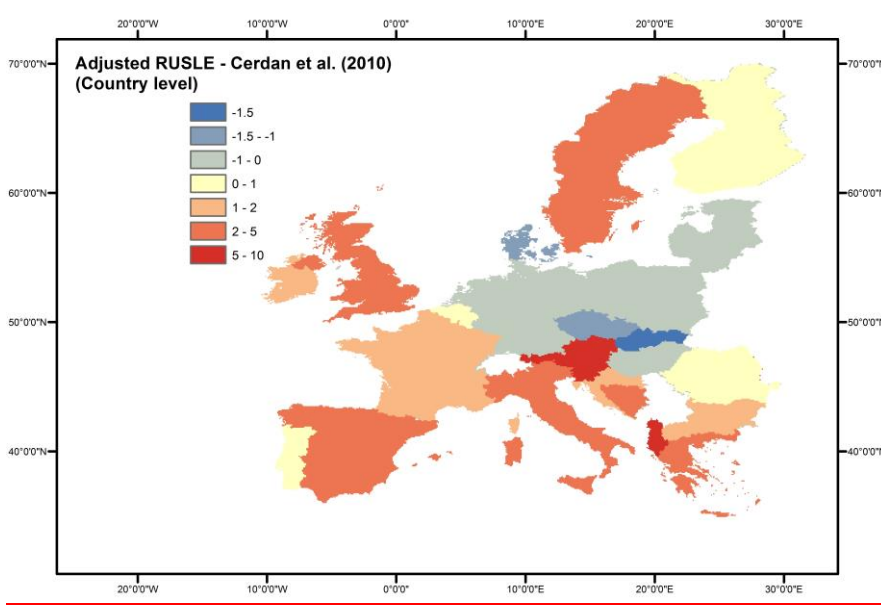 20°0'0"W 10°0'0"W 0°0'0" 10°0'0"E 20°0'0"E 30°0'0"E
70°0'0"N 70°0'0"N
Adjusted RUSLE - Cerdan et al. (2010)
(Country level)
-1.5
-1.5 - -1
-1 - 0
0 - 1
1 - 2
2 - 5
5 - 10
60°0'0"N 60°0'0"N
50°0'0"N 50°0'0"N
40°0'0"N 40°0'0"N
20°0'0"W 10°0'0"W 0°0'0" 10°0'0"E 20°0'0"E 30°0'0"E